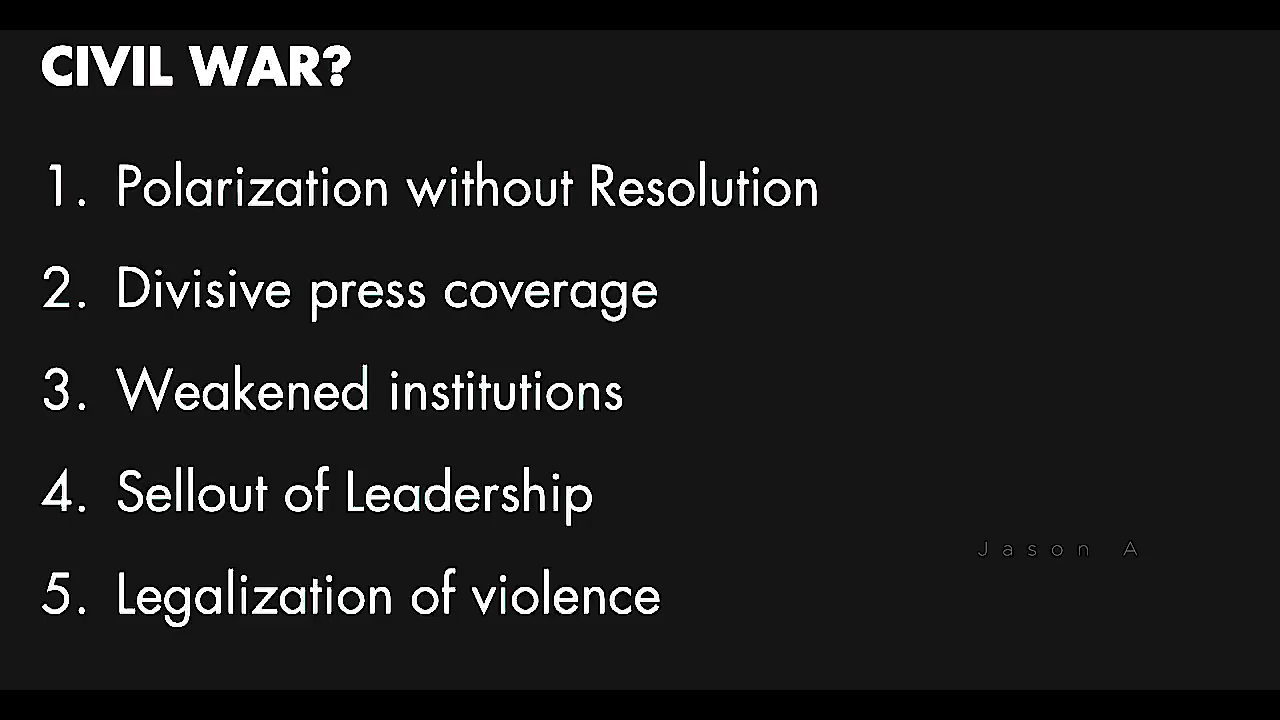 CIVIL WAR?
1. Polarization without Resolution
2. Divisive press coverage
3. Weakened institutions
4. Sellout of Leadership
Jason A
5. Legalization of violence